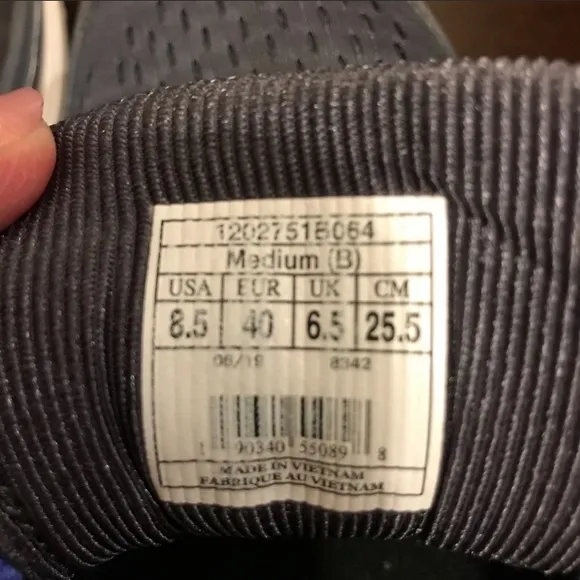 1202751B064
Medium (B)
USA EUR UK CM
8.5 40 6.5 25.5
06/19 8342
1 90340 55089 8
MADE IN VIETNAM
FABRIQUE AU VIETNAM